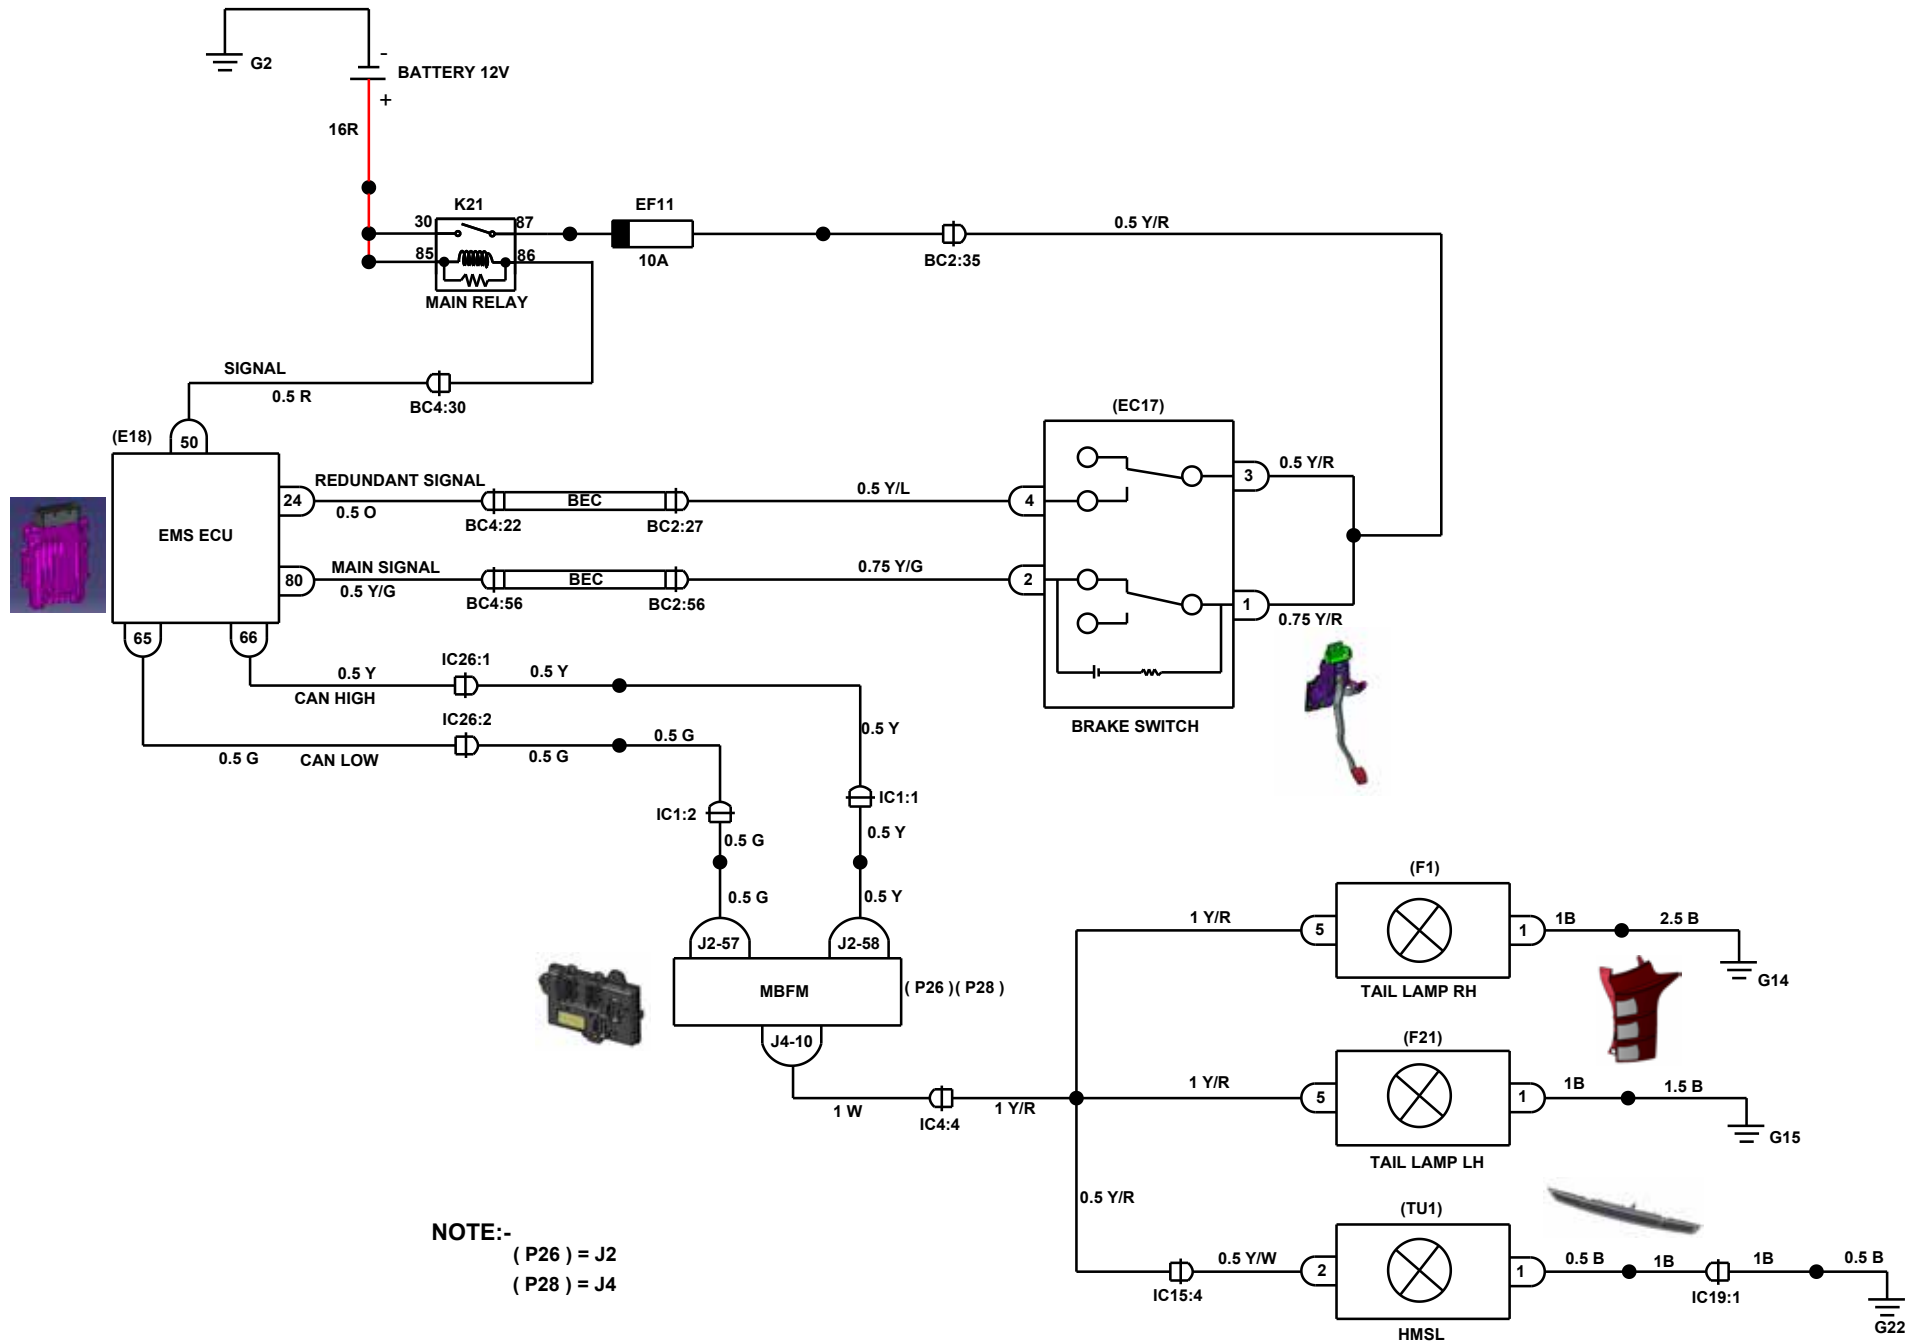 G2
-
BATTERY 12V
+
16R
K21
EF11
30
87
0.5 Y/R
85
86
10A
BC2:35
MAIN RELAY
SIGNAL
0.5 R
BC4:30
(EC17)
(E18)
50
3
0.5 Y/R
REDUNDANT SIGNAL
24
BEC
0.5 Y/L
4
0.5 O
BC4:22
BC2:27
EMS ECU
MAIN SIGNAL
80
BEC
0.75 Y/G
2
0.5 Y/G
BC4:56
BC2:56
1
0.75 Y/R
65
66
IC26:1
0.5 Y
0.5 Y
CAN HIGH
BRAKE SWITCH
IC26:2
0.5 G
0.5 Y
0.5 G
CAN LOW
0.5 G
IC1:1
IC1:2
0.5 Y
0.5 G
(F1)
0.5 G
0.5 Y
1 Y/R
5
1
1B
2.5 B
J2-57
J2-58
G14
MBFM
( P26 )( P28 )
TAIL LAMP RH
J4-10
(F21)
1 Y/R
5
1
1B
1.5 B
1 W
1 Y/R
IC4:4
G15
TAIL LAMP LH
0.5 Y/R
(TU1)
0.5 Y/W
2
1
0.5 B
1B
1B
0.5 B
IC15:4
IC19:1
G22
HMSL
NOTE:-
( P26 ) = J2
( P28 ) = J4